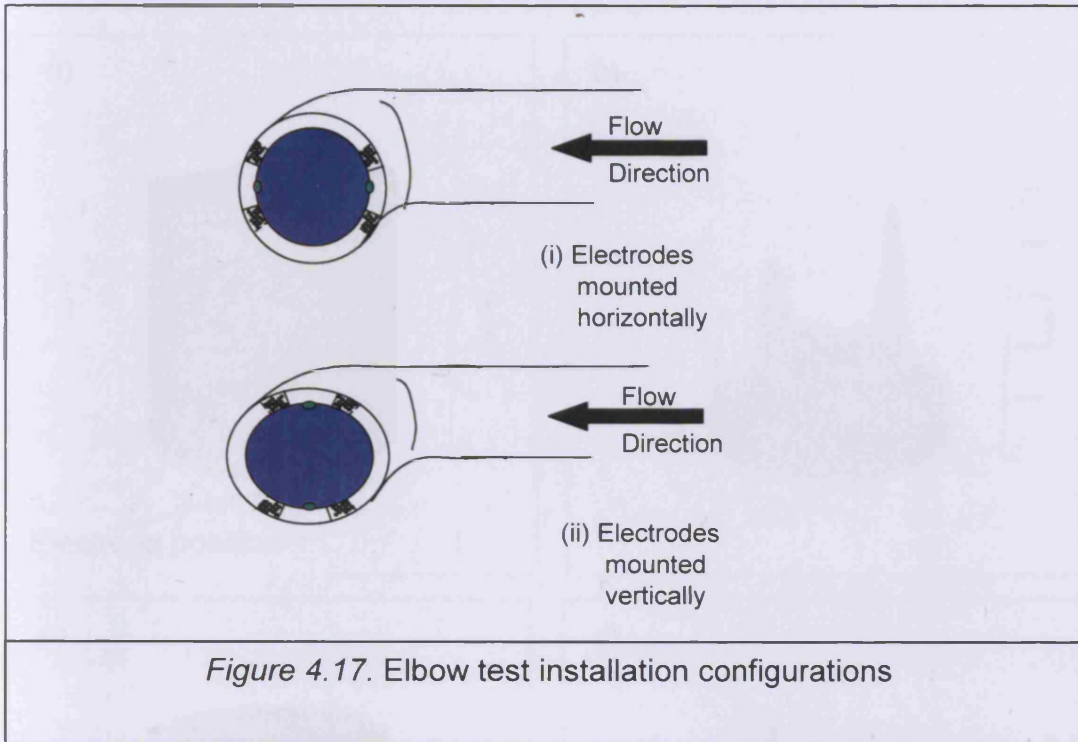 Flow
Direction
(i) Electrodes
mounted
horizontally
Flow
Direction
(ii) Electrodes
mounted
vertically
Figure 4.17. Elbow test installation configurations